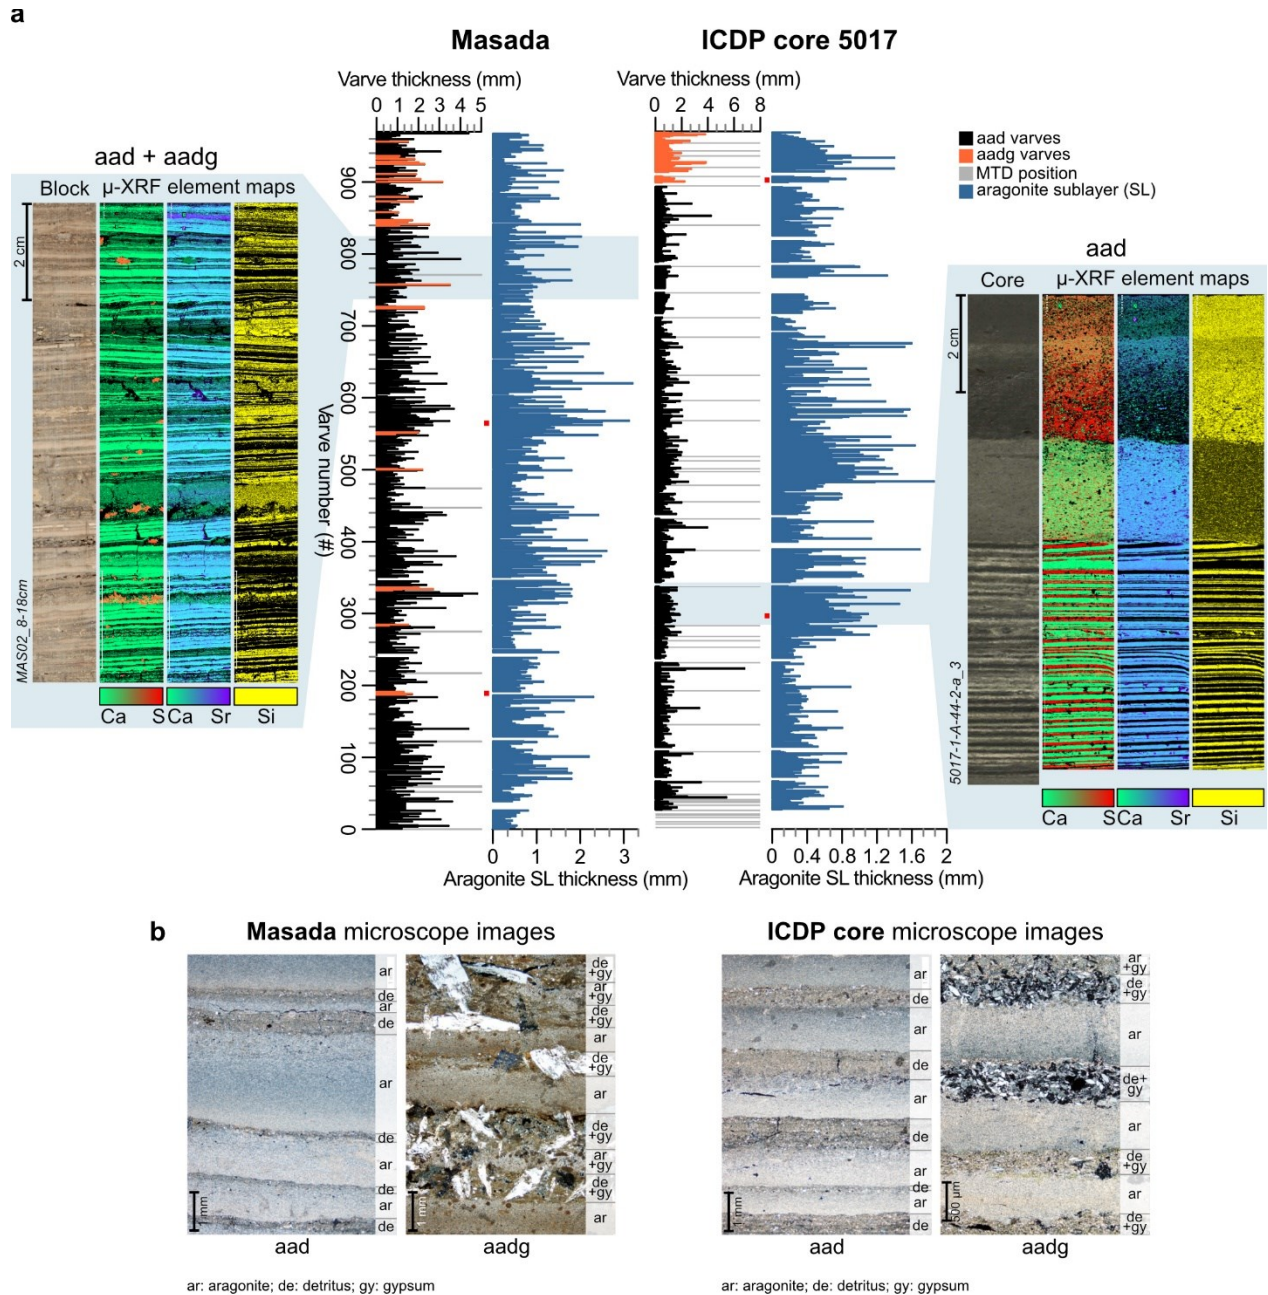 a
Masada
ICDP core 5017
Varve thickness (mm)
0 1 2 3 4 5
Varve thickness (mm)
0 2 4 6 8
aad varves
aadg varves
MTD position
aragonite sublayer (SL)
aad + aadg
Block
µ-XRF element maps
2 cm
MAS02_8-18cm
Ca S
Ca Sr
Si
Varve number (#)
900
800
700
600
500
400
300
200
100
0
0 1 2 3
Aragonite SL thickness (mm)
0 0.4 0.8 1.2 1.6 2
Aragonite SL thickness (mm)
aad
Core
µ-XRF element maps
2 cm
5017-1-A-44-2-a_3
Ca S
Ca Sr
Si
b
Masada microscope images
ar
de
ar
de
ar
de
ar
de
ar
de
1 mm
aad
de
+gy
ar
+gy
de
+gy
ar
de
+gy
ar
de
+gy
ar
+gy
de
+gy
ar
1 mm
aadg
ICDP core microscope images
ar
de
ar
de
ar
de
ar
de
ar
de
1 mm
aad
ar
+gy
de
+gy
ar
de+
gy
ar
de
+gy
ar
de
+gy
500 µm
aadg
ar: aragonite; de: detritus; gy: gypsum
ar: aragonite; de: detritus; gy: gypsum